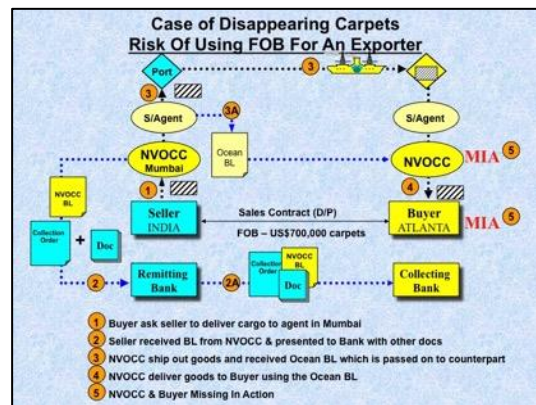 Case of Disappearing Carpets
Risk Of Using FOB For An Exporter
Port
3
3
S/Agent
3A
S/Agent
Ocean
BL
NVOCC
Mumbai
NVOCC
MIA 5
NVOCC
BL
1
4
Collection
Order
+
Doc
Seller
INDIA
Sales Contract (D/P)
FOB – US$700,000 carpets
Buyer
ATLANTA
MIA 5
2
Remitting
Bank
2A
Collection
Order
NVOCC
BL
Doc
Collecting
Bank
1 Buyer ask seller to deliver cargo to agent in Mumbai
2 Seller received BL from NVOCC & presented to Bank with other docs
3 NVOCC ship out goods and received Ocean BL which is passed on to counterpart
4 NVOCC deliver goods to Buyer using the Ocean BL
5 NVOCC & Buyer Missing In Action